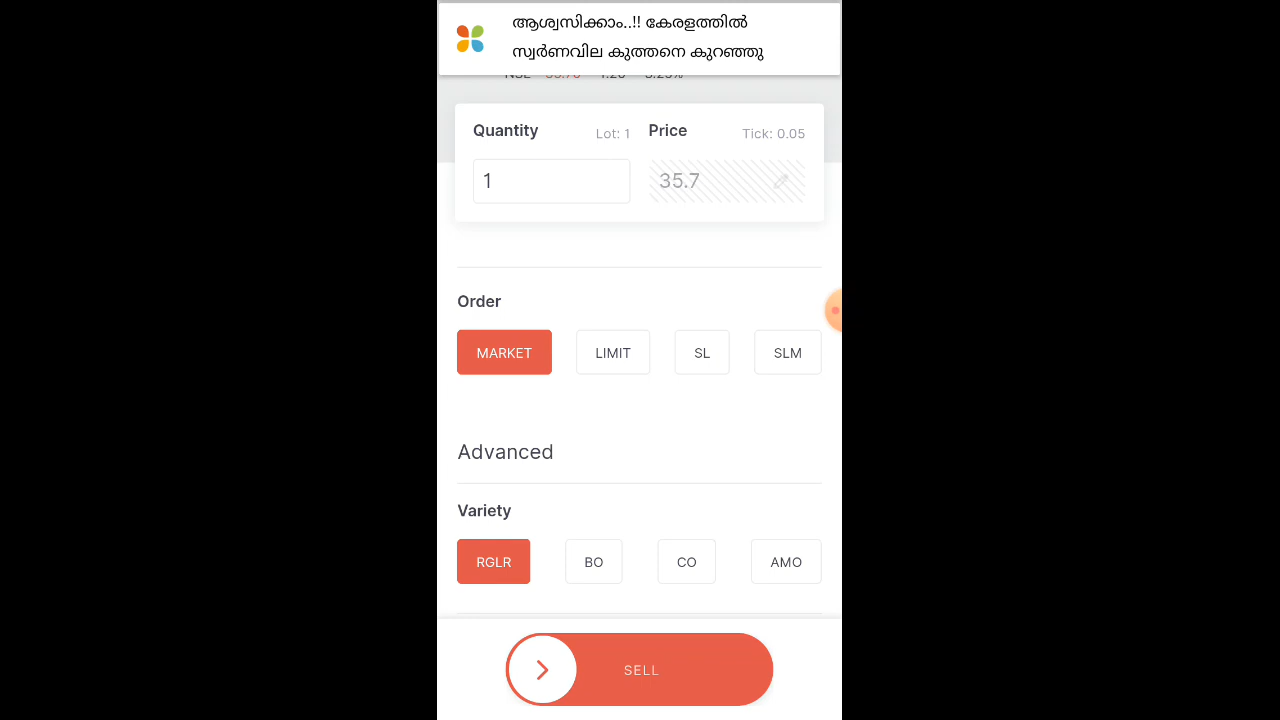 ആശ്വസിക്കാം..!! കേരളത്തിൽ
സ്വർണവില കുത്തനെ കുറഞ്ഞു
Quantity Lot: 1 Price Tick: 0.05
1 35.7
Order
MARKET LIMIT SL SLM
Advanced
Variety
RGLR BO CO AMO
SELL